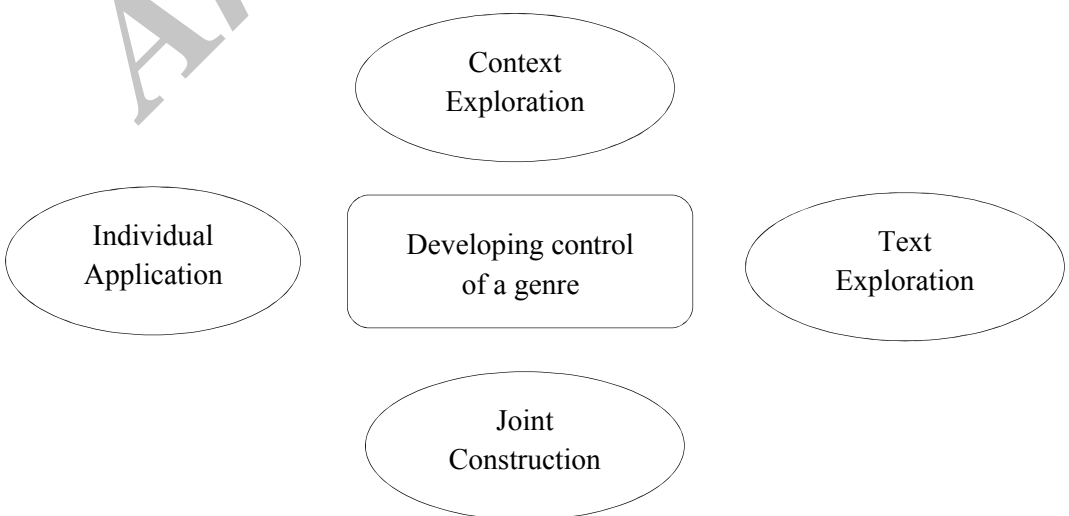 Context
Exploration
Individual
Application
Developing control
of a genre
Text
Exploration
Joint
Construction